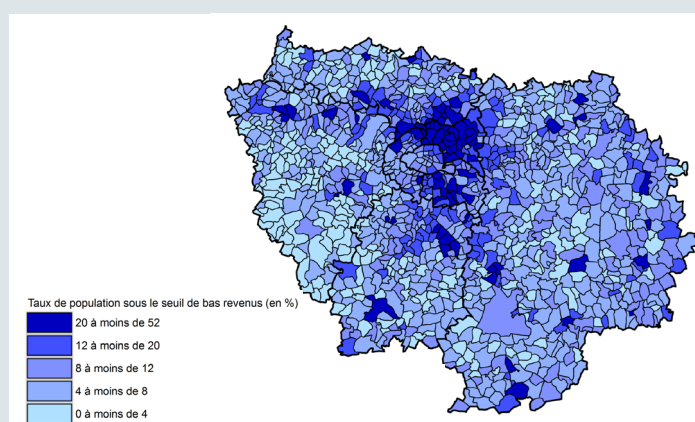 Taux de population sous le seuil de bas revenus (en %)
20 à moins de 52
12 à moins de 20
8 à moins de 12
4 à moins de 8
0 à moins de 4